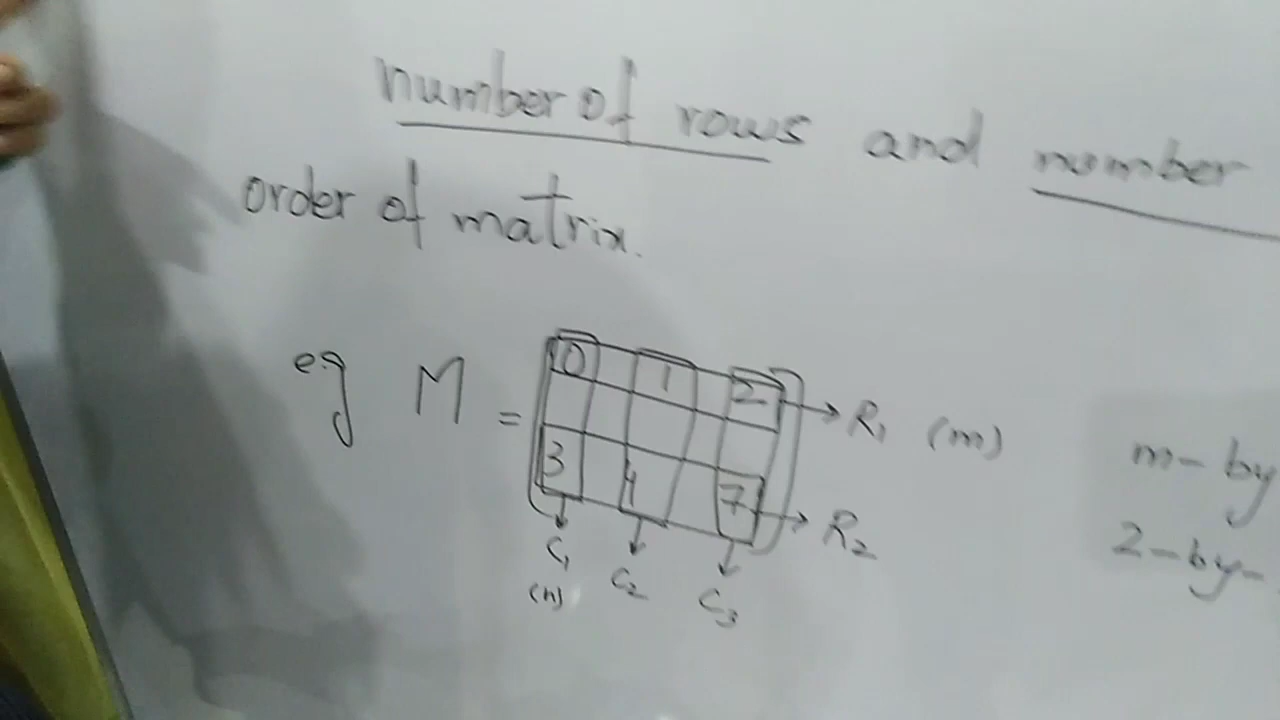 number of rows and number
order of matrix.
eg M = 0 1 2 → R₁ (m)
3 4 7 → R₂
C₁ C₂ C₃
(n)
m-by
2-by-